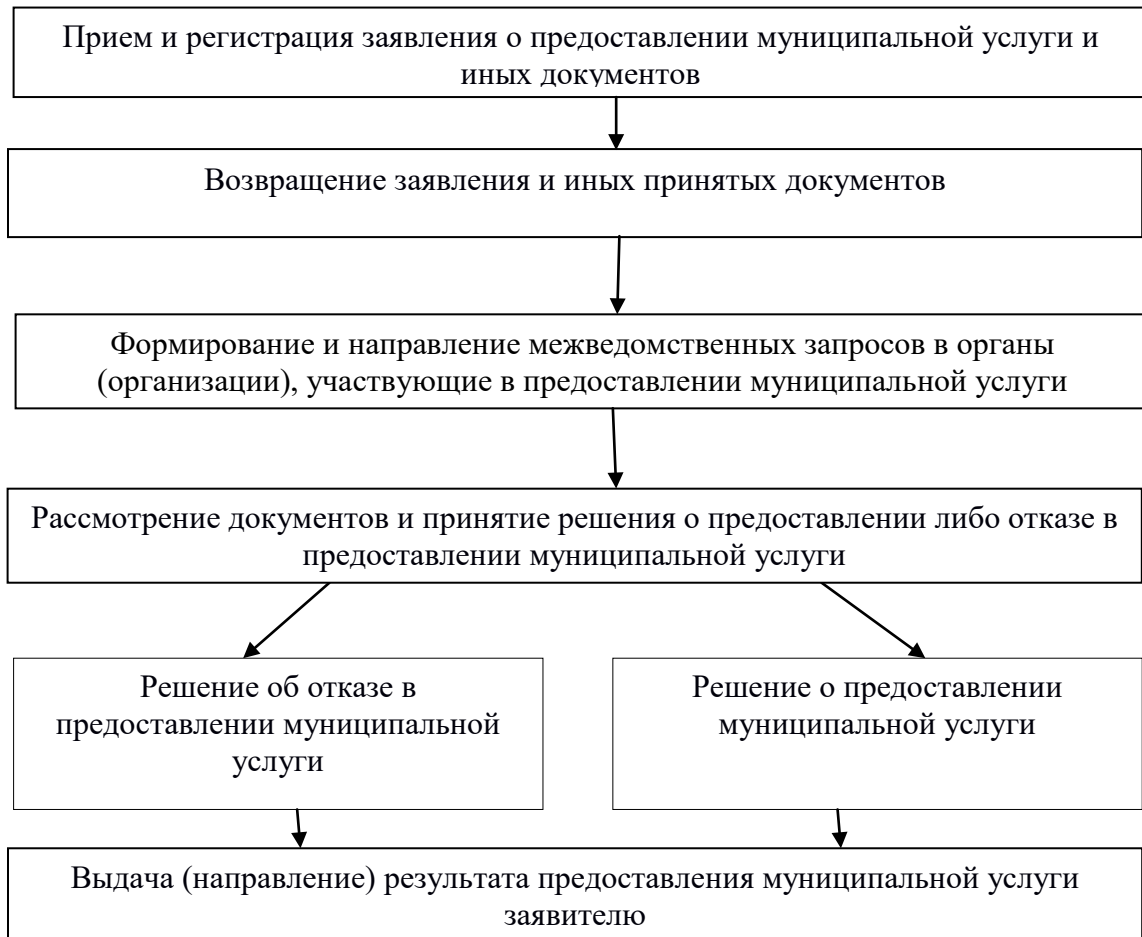 Прием и регистрация заявления о предоставлении муниципальной услуги и
иных документов
Возвращение заявления и иных принятых документов
Формирование и направление межведомственных запросов в органы
(организации), участвующие в предоставлении муниципальной услуги
Рассмотрение документов и принятие решения о предоставлении либо отказе в
предоставлении муниципальной услуги
Решение об отказе в
предоставлении муниципальной
услуги
Решение о предоставлении
муниципальной услуги
Выдача (направление) результата предоставления муниципальной услуги
заявителю